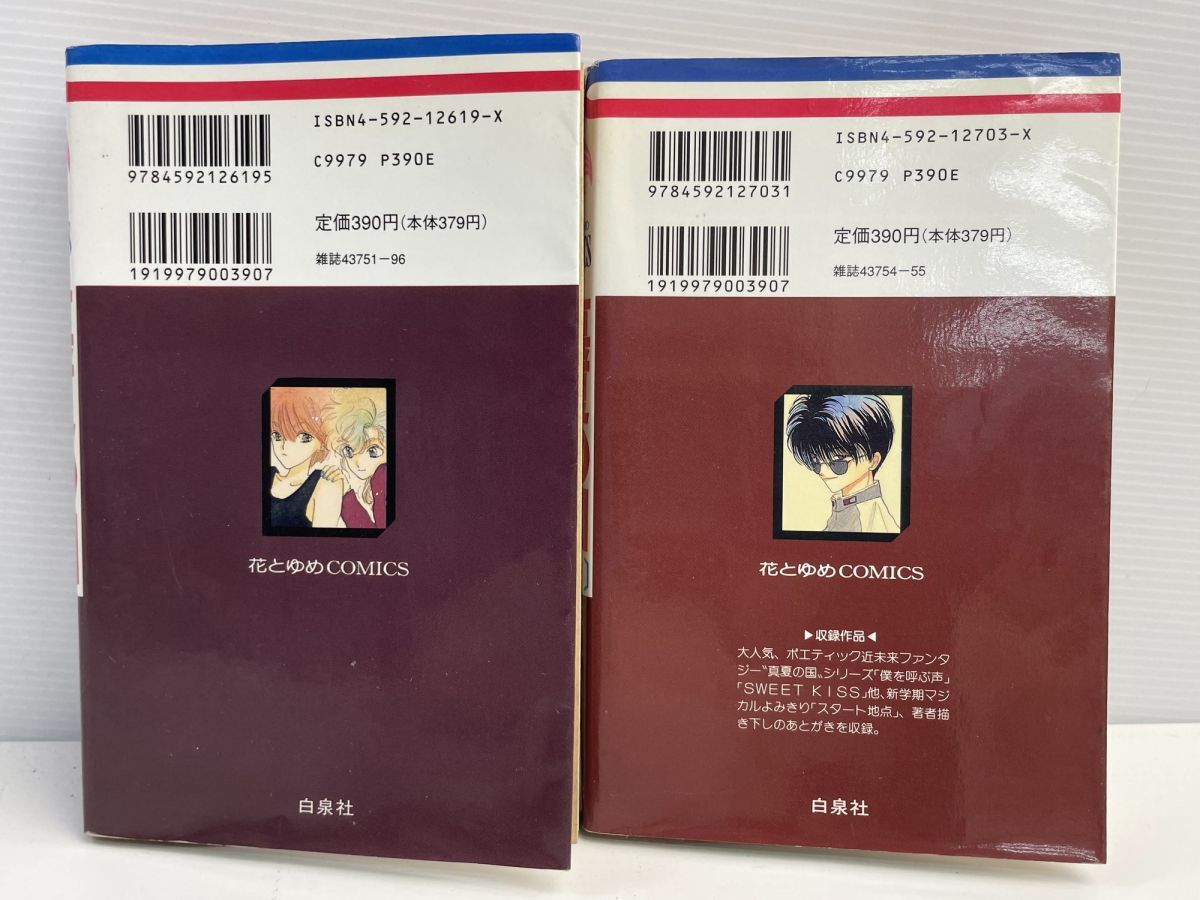 ISBN4-592-12619-X
C9979 P390E
9784592126195
定価390円(本体379円)
雑誌43751-96
1919979003907
花とゆめCOMICS
白泉社
ISBN4-592-12703-X
C9979 P390E
9784592127031
定価390円(本体379円)
雑誌43754-55
1919979003907
花とゆめCOMICS
▶収録作品◀
大人気、ポエティック近未来ファンタ
ジー〝真夏の国〟シリーズ「僕を呼ぶ声」
「SWEET KISS」他、新学期マジ
カルよみきり「スタート地点」、著者描
き下しのあとがきを収録。
白泉社